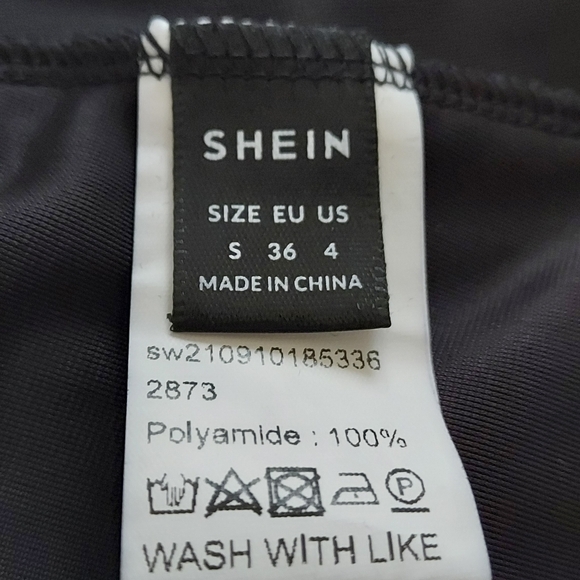 SHEIN
SIZE EU US
S 36 4
MADE IN CHINA
sw210910185336
2873
Polyamide : 100%
P
WASH WITH LIKE